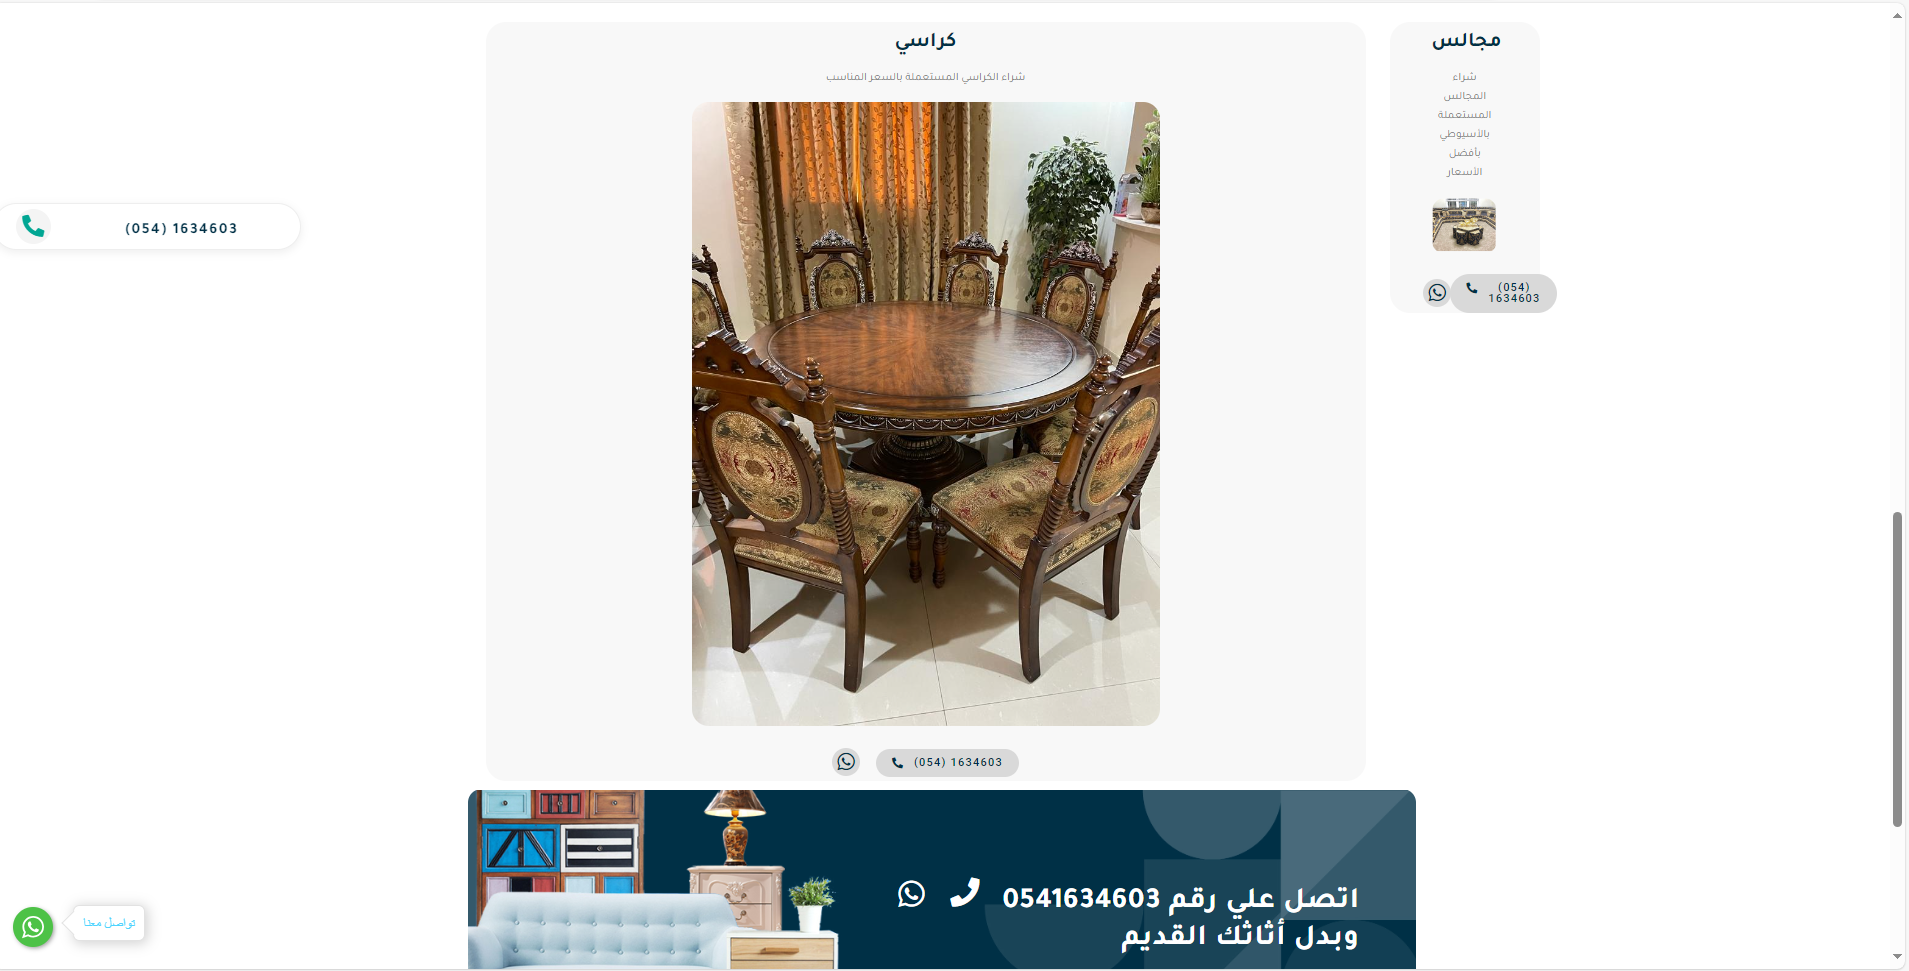 مجالس
شراء
المجالس
المستعملة
بالأسيوطي
بأفضل
الأسعار
(054)
1634603
كراسي
شراء الكراسي المستعملة بالسعر المناسب
(054) 1634603
(054) 1634603
اتصل علي رقم 0541634603
وبدل أثاثك القديم
تواصل معنا